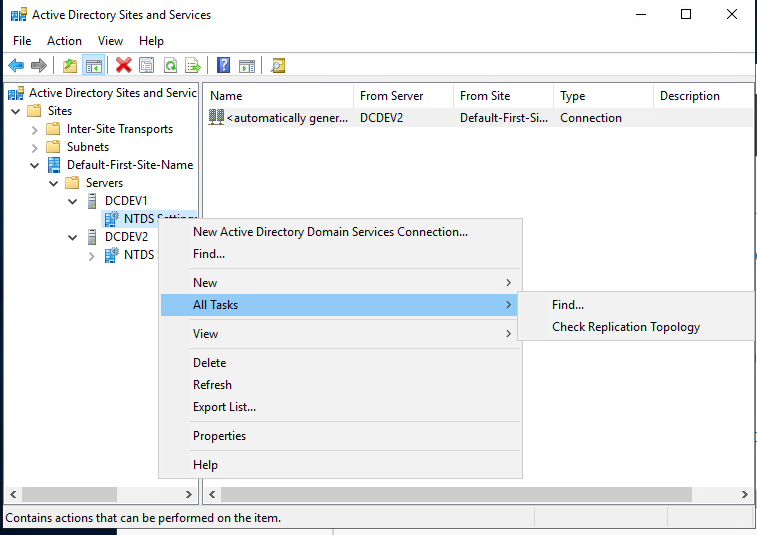 Active Directory Sites and Services
File Action View Help
Active Directory Sites and Servic
Sites
Inter-Site Transports
Subnets
Default-First-Site-Name
Servers
DCDEV1
NTDS Settings
DCDEV2
NTDS
Name From Server From Site Type Description
<automatically gener... DCDEV2 Default-First-Si... Connection
New Active Directory Domain Services Connection...
Find...
New
All Tasks
View
Delete
Refresh
Export List...
Properties
Help
Find...
Check Replication Topology
Contains actions that can be performed on the item.